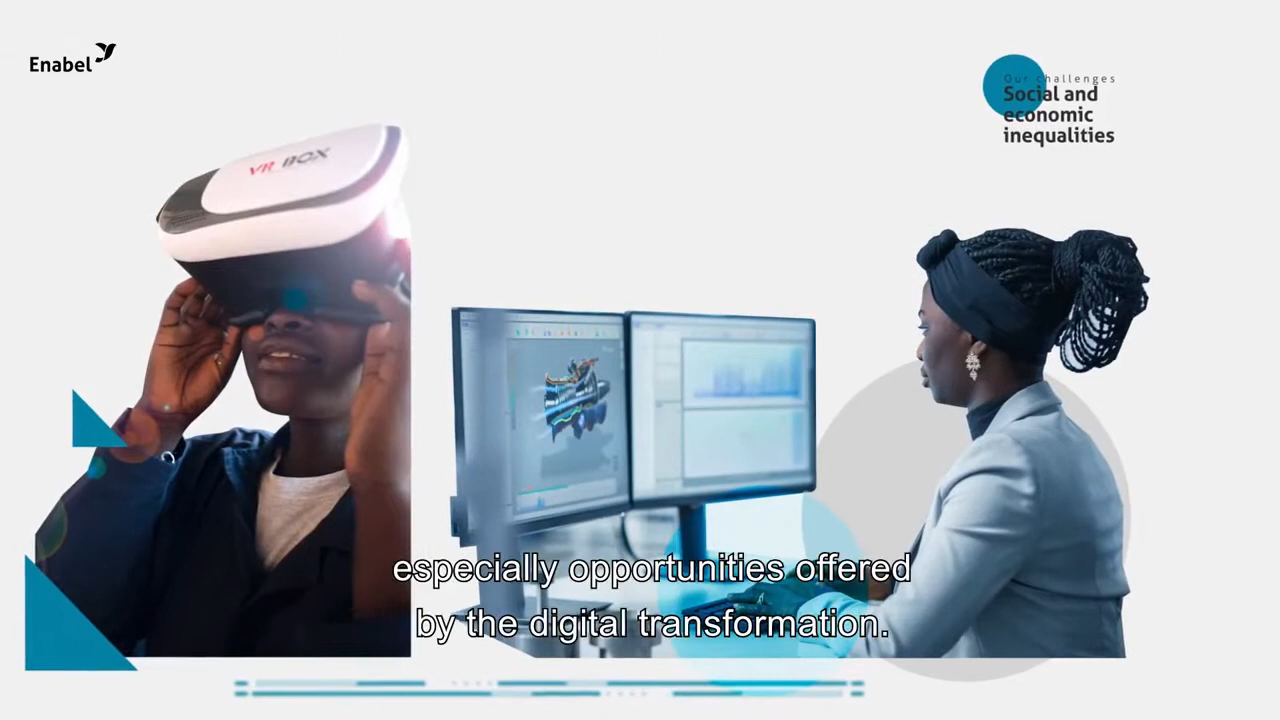 Enabel
Our challenges
Social and
economic
inequalities
VR BOX
especially opportunities offered
by the digital transformation.